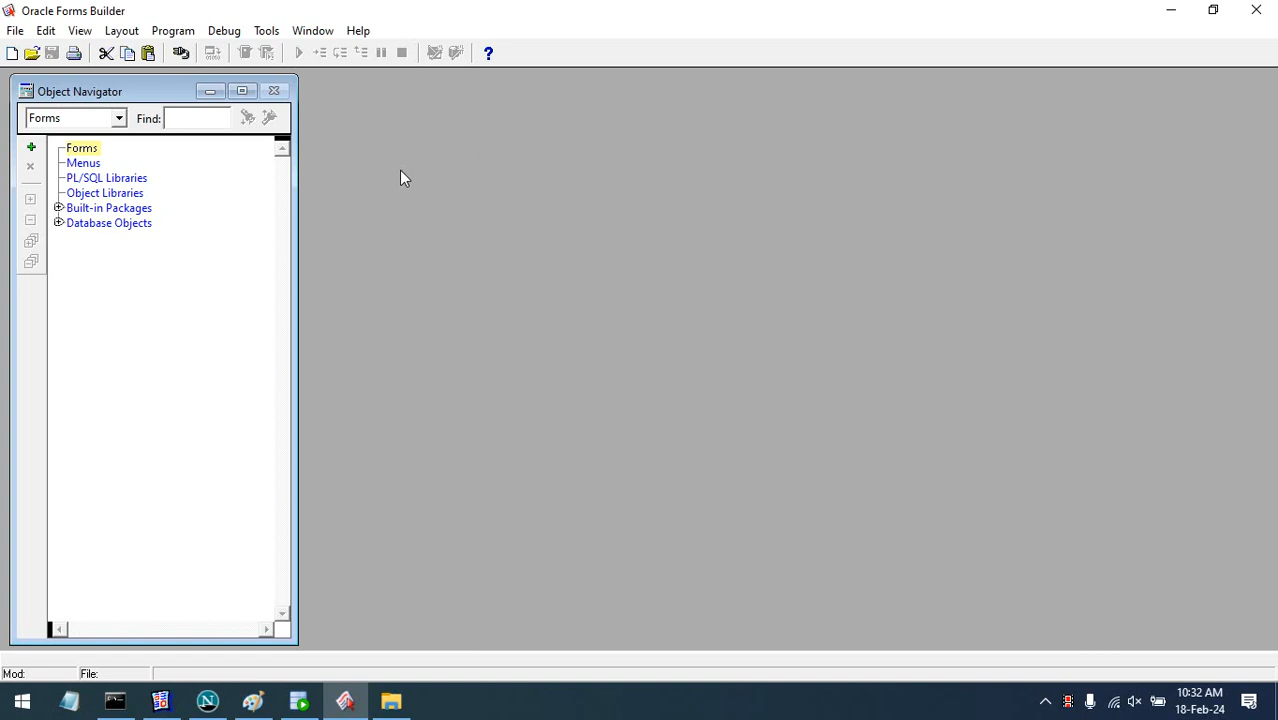 Oracle Forms Builder
File Edit View Layout Program Debug Tools Window Help
Object Navigator
Forms Find:
Forms
Menus
PL/SQL Libraries
Object Libraries
Built-in Packages
Database Objects
Mod: File:
10:32 AM
18-Feb-24